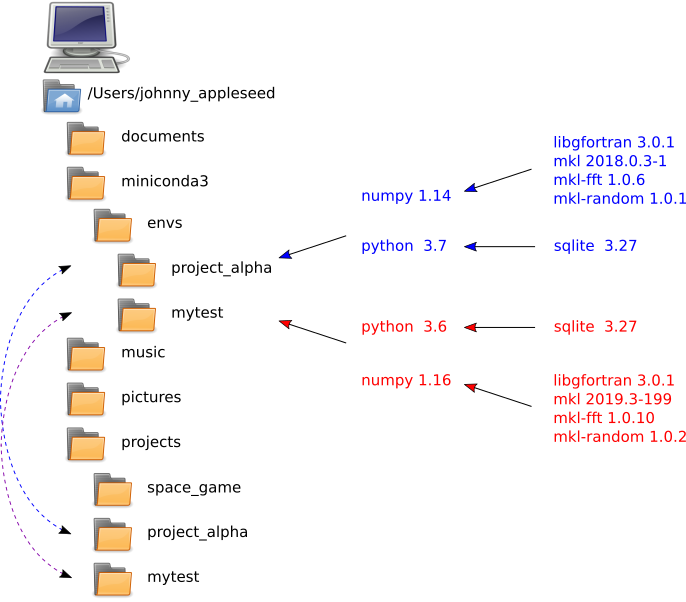 /Users/johnny_appleseed
documents
miniconda3
envs
project_alpha
mytest
music
pictures
projects
space_game
project_alpha
mytest
numpy 1.14
python 3.7
python 3.6
numpy 1.16
libgfortran 3.0.1
mkl 2018.0.3-1
mkl-fft 1.0.6
mkl-random 1.0.1
sqlite 3.27
sqlite 3.27
libgfortran 3.0.1
mkl 2019.3-199
mkl-fft 1.0.10
mkl-random 1.0.2